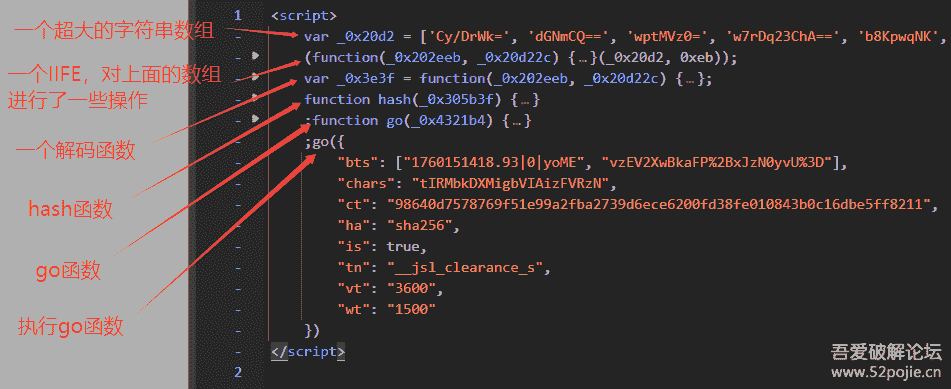 1 <script>
一个超大的字符串数组
var _0x20d2 = ['Cy/DrWk=', 'dGNmCQ==', 'wptMVz0=', 'w7rDq23ChA==', 'b8KpwqNK',
(function(_0x202eeb, _0x20d22c) {…}(_0x20d2, 0xeb));
一个IIFE，对上面的数组
var _0x3e3f = function(_0x202eeb, _0x20d22c) {…};
进行了一些操作
function hash(_0x305b3f) {…}
;function go(_0x4321b4) {…}
一个解码函数
;go({
"bts": ["1760151418.93|0|yoME", "vzEV2XwBkaFP%2BxJzN0yvU%3D"],
"chars": "tIRMbkDXMigbVIAizFVRzN",
hash函数
"ct": "98640d7578769f51e99a2fba2739d6ece6200fd38fe010843b0c16dbe5ff8211",
"ha": "sha256",
"is": true,
go函数
"tn": "__jsl_clearance_s",
"vt": "3600",
"wt": "1500"
执行go函数
})
</script>
2
吾爱破解论坛
www.52pojie.cn